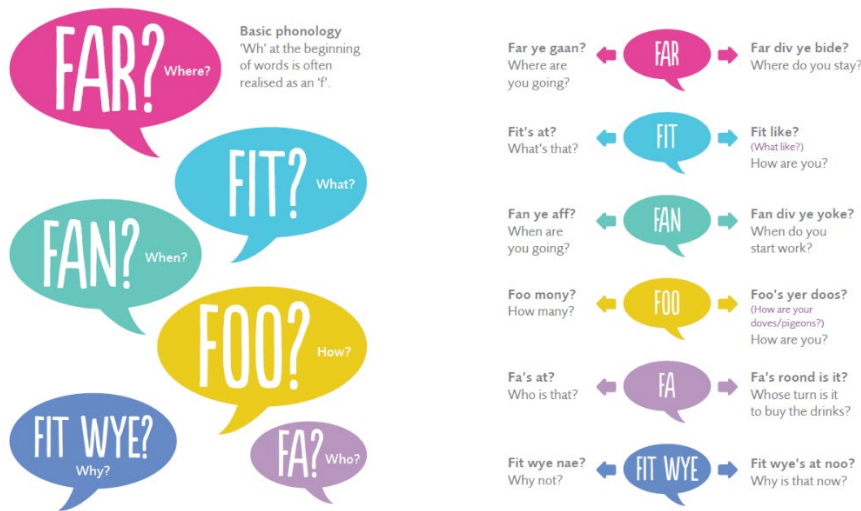 FAR? Where?
Basic phonology
'Wh' at the beginning
of words is often
realised as an 'f'.
FIT? What?
FAN? When?
FOO? How?
FIT WYE?
Why?
FA? Who?
Far ye gaan?
Where are
you going?
FAR
Far div ye bide?
Where do you stay?
Fit's at?
What's that?
FIT
Fit like?
(What like?)
How are you?
Fan ye aff?
When are
you going?
FAN
Fan div ye yoke?
When do you
start work?
Foo mony?
How many?
FOO
Foo's yer doos?
(How are your
doves/pigeons?)
How are you?
Fa's at?
Who is that?
FA
Fa's roond is it?
Whose turn is it
to buy the drinks?
Fit wye nae?
Why not?
FIT WYE
Fit wye's at noo?
Why is that now?